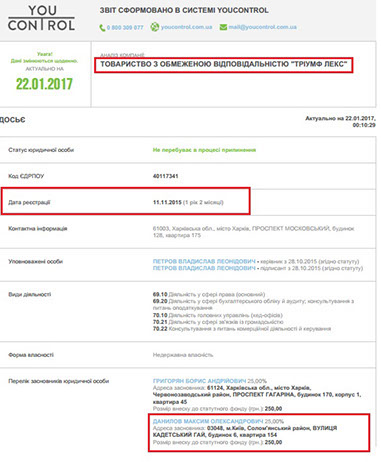 YOU
CONTROL
ЗВІТ СФОРМОВАНО В СИСТЕМІ YOUCONTROL
0 800 309 077 youcontrol.com.ua mail@youcontrol.com.ua
Увага!
Дані змінюються щоденно.
АКТУАЛЬНО НА
22.01.2017
АНАЛІЗ КОМПАНІЇ
ТОВАРИСТВО З ОБМЕЖЕНОЮ ВІДПОВІДАЛЬНІСТЮ "ТРІУМФ ЛЕКС"
ДОСЬЄ
Актуально на 22.01.2017,
00:10:29
Статус юридичної особи Не перебуває в процесі припинення
Код ЄДРПОУ 40117341
Дата реєстрації 11.11.2015 (1 рік 2 місяці)
Контактна інформація 61003, Харківська обл., місто Харків, ПРОСПЕКТ МОСКОВСЬКИЙ, будинок
128, квартира 175
Уповноважені особи ПЕТРОВ ВЛАДИСЛАВ ЛЕОНІДОВИЧ - керівник з 28.10.2015 (згідно статуту)
ПЕТРОВ ВЛАДИСЛАВ ЛЕОНІДОВИЧ - підписант з 28.10.2015 (згідно статуту)
Види діяльності 69.10 Діяльність у сфері права (основний)
69.20 Діяльність у сфері бухгалтерського обліку й аудиту; консультування з
питань оподаткування
70.10 Діяльність головних управлінь (хед-офісів)
70.21 Діяльність у сфері зв'язків із громадськістю
70.22 Консультування з питань комерційної діяльності й керування
Форма власності Недержавна власність
Перелік засновників юридичної особи ГРИГОРЯН БОРИС АНДРІЙОВИЧ 25,00%
Адреса засновника: 61124, Харківська обл., місто Харків,
Червонозаводський район, ПРОСПЕКТ ГАГАРІНА, будинок 170, корпус 1,
квартира 45
Розмір внеску до статутного фонду (грн.): 250,00
ДАНИЛОВ МАКСИМ ОЛЕКСАНДРОВИЧ 25,00%
Адреса засновника: 03048, м.Київ, Солом'янський район, ВУЛИЦЯ
КАДЕТСЬКИЙ ГАЙ, будинок 6, квартира 154
Розмір внеску до статутного фонду (грн.): 250,00